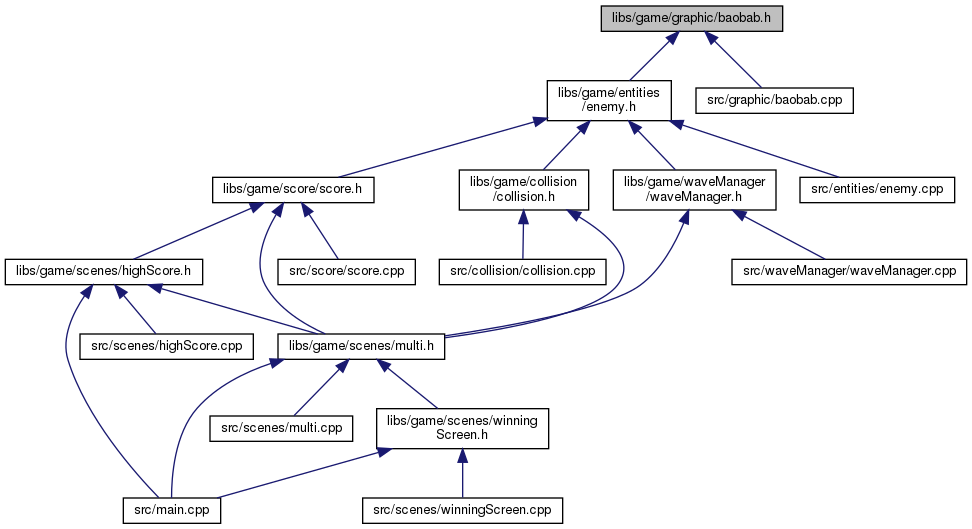 libs/game/graphic/baobab.h
libs/game/entities
/enemy.h
src/graphic/baobab.cpp
libs/game/score/score.h
libs/game/collision
/collision.h
libs/game/waveManager
/waveManager.h
src/entities/enemy.cpp
libs/game/scenes/highScore.h
src/score/score.cpp
src/collision/collision.cpp
src/waveManager/waveManager.cpp
src/scenes/highScore.cpp
libs/game/scenes/multi.h
src/scenes/multi.cpp
libs/game/scenes/winning
Screen.h
src/main.cpp
src/scenes/winningScreen.cpp